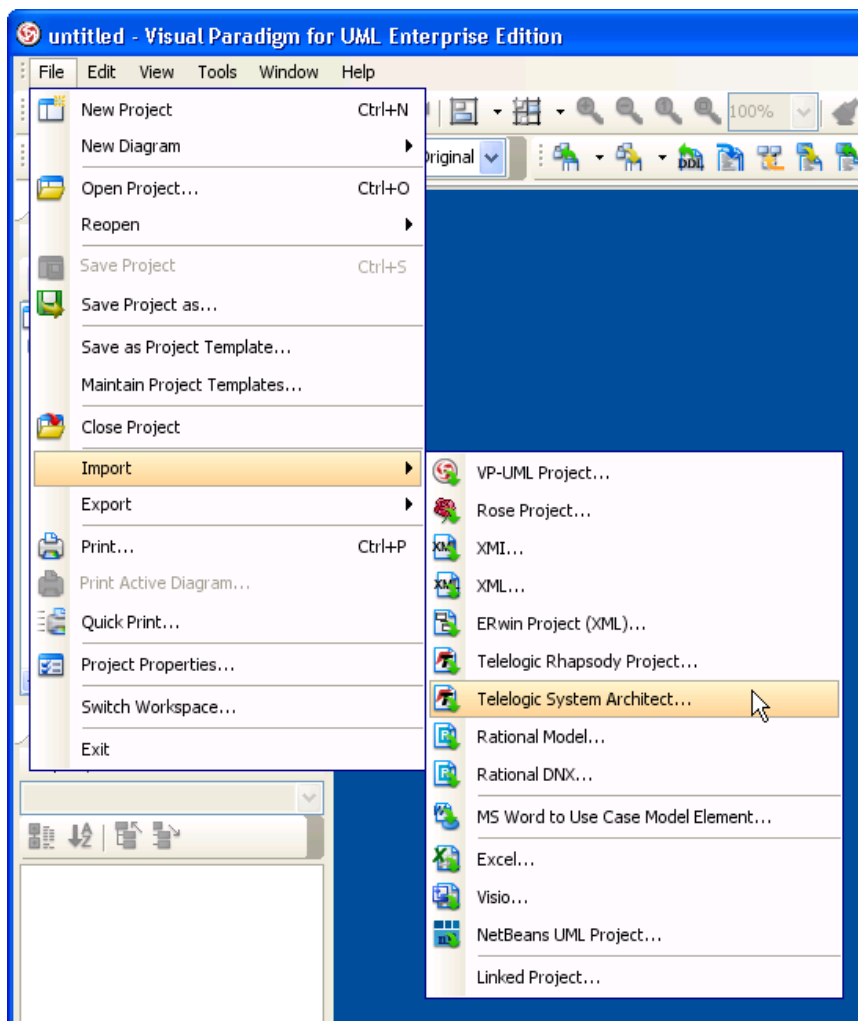 untitled - Visual Paradigm for UML Enterprise Edition
File Edit View Tools Window Help
100%
Original
DDL
New Project Ctrl+N
New Diagram
Open Project... Ctrl+O
Reopen
Save Project Ctrl+S
Save Project as...
Save as Project Template...
Maintain Project Templates...
Close Project
Import
Export
Print... Ctrl+P
Print Active Diagram...
Quick Print...
Project Properties...
Switch Workspace...
Exit
VP-UML Project...
Rose Project...
XMI...
XML...
ERwin Project (XML)...
Telelogic Rhapsody Project...
Telelogic System Architect...
Rational Model...
Rational DNX...
MS Word to Use Case Model Element...
Excel...
Visio...
NetBeans UML Project...
Linked Project...